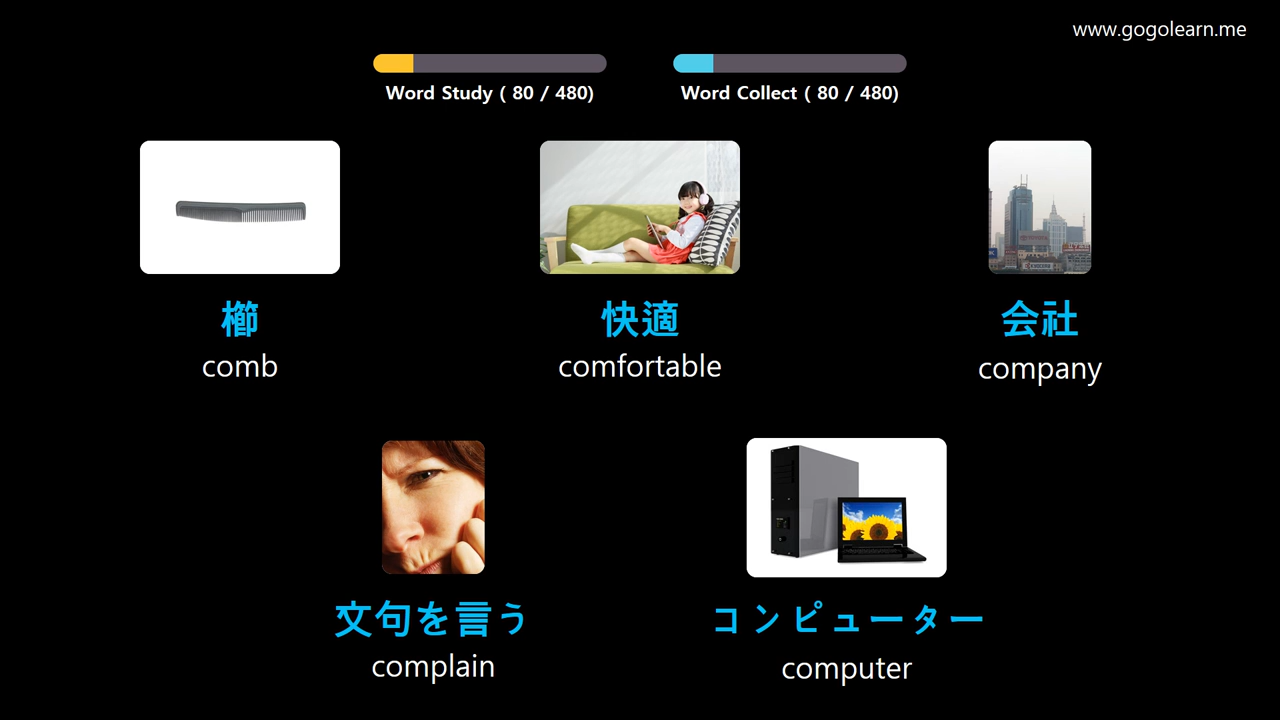 www.gogolearn.me
Word Study ( 80 / 480)
Word Collect ( 80 / 480)
櫛
comb
快適
comfortable
会社
company
文句を言う
complain
コンピューター
computer